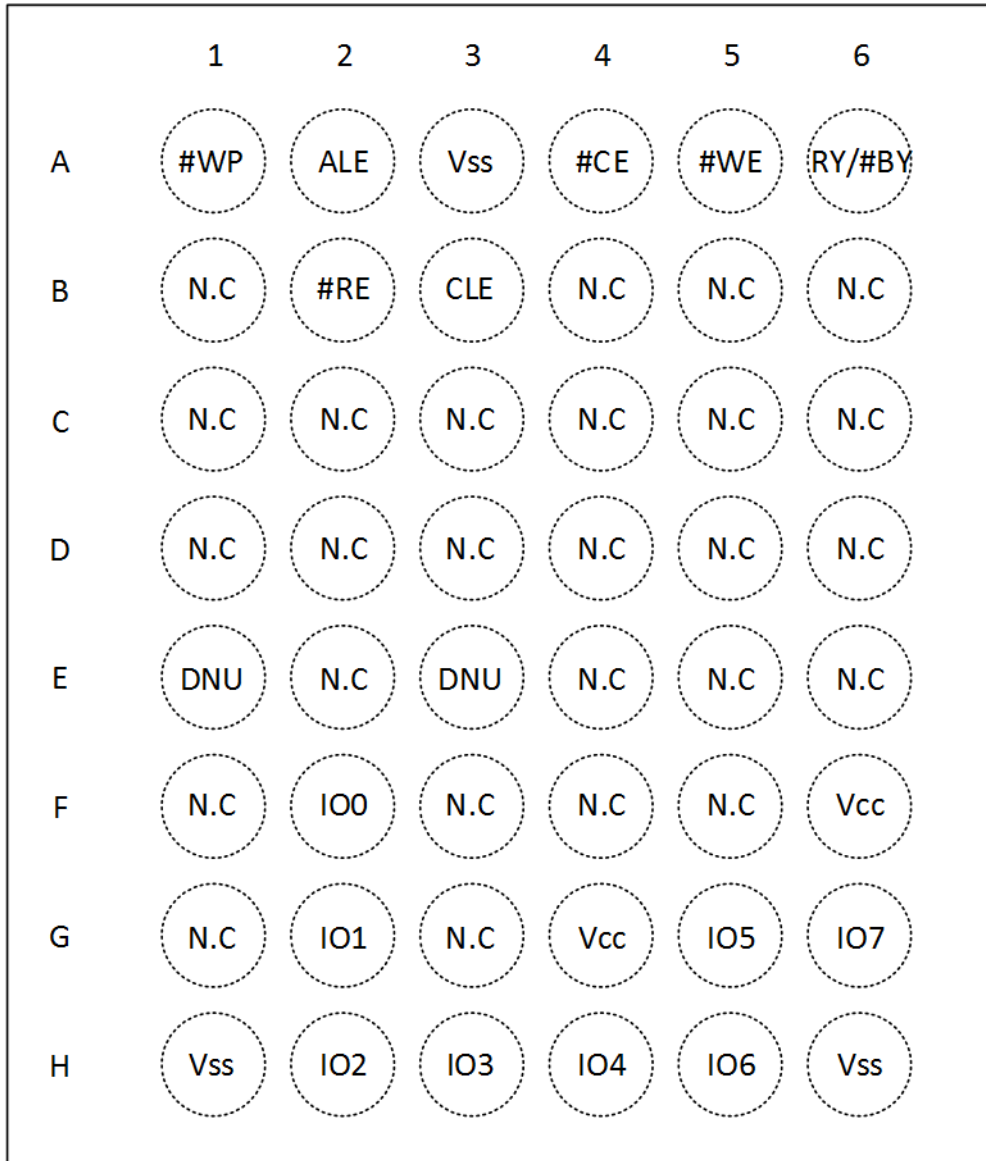 1 2 3 4 5 6
A #WP ALE Vss #CE #WE RY/#BY
B N.C #RE CLE N.C N.C N.C
C N.C N.C N.C N.C N.C N.C
D N.C N.C N.C N.C N.C N.C
E DNU N.C DNU N.C N.C N.C
F N.C IO0 N.C N.C N.C Vcc
G N.C IO1 N.C Vcc IO5 IO7
H Vss IO2 IO3 IO4 IO6 Vss